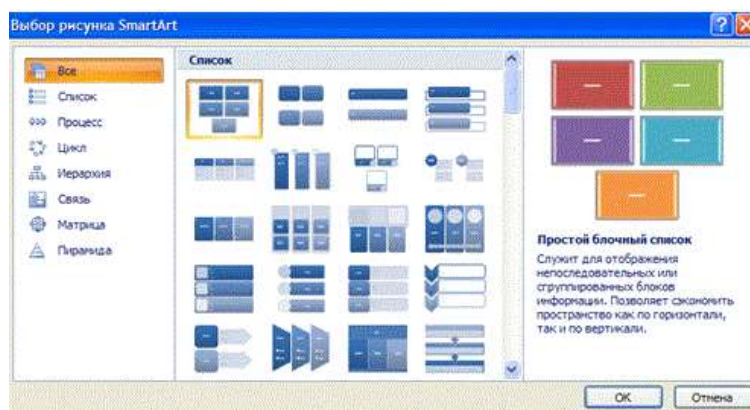 Выбор рисунка SmartArt
Все
Список
Процесс
Цикл
Иерархия
Связь
Матрица
Пирамида
Список
Простой блочный список
Служит для отображения
непоследовательных или
сгруппированных блоков
информации. Позволяет сэкономить
пространство как по горизонтали,
так и по вертикали.
ОК
Отмена